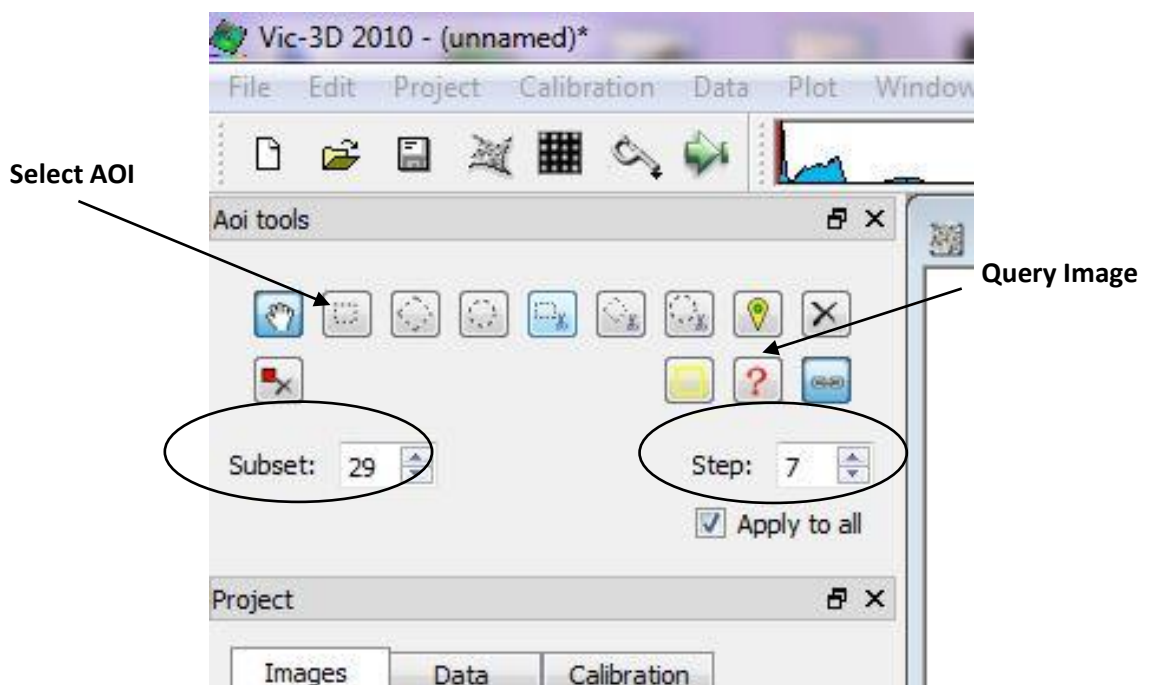 Vic-3D 2010 - (unnamed)*
File Edit Project Calibration Data Plot Window
Select AOI
Aoi tools
Query Image
?
Subset: 29 Step: 7
Apply to all
Project
Images Data Calibration